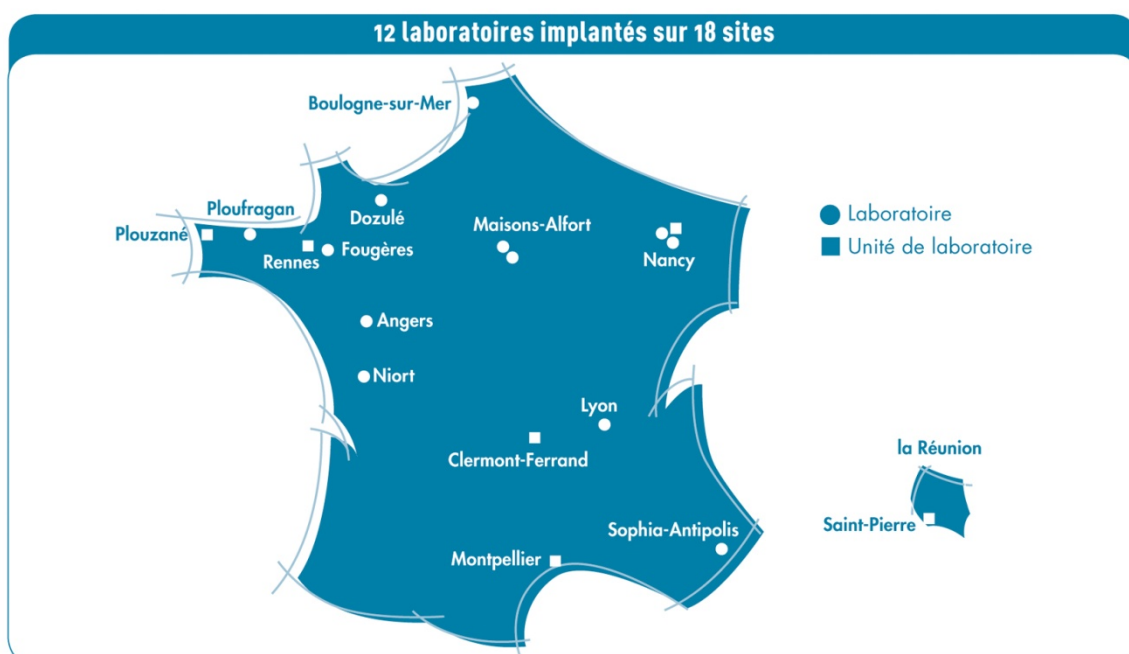 12 laboratoires implantés sur 18 sites
Boulogne-sur-Mer
Ploufragan
Dozulé
Maisons-Alfort
Laboratoire
Plouzané
Rennes
Fougères
Nancy
Unité de laboratoire
Angers
Niort
Lyon
Clermont-Ferrand
la Réunion
Sophia-Antipolis
Saint-Pierre
Montpellier